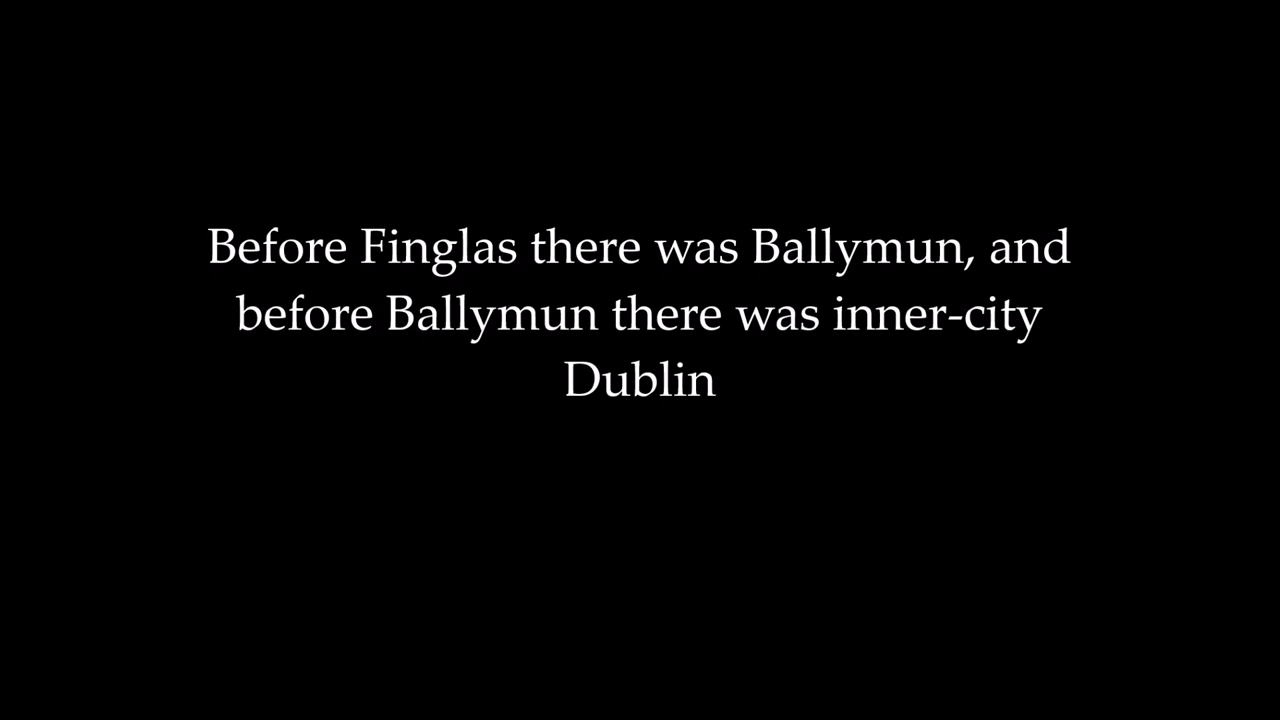 Before Finglas there was Ballymun, and
before Ballymun there was inner-city
Dublin